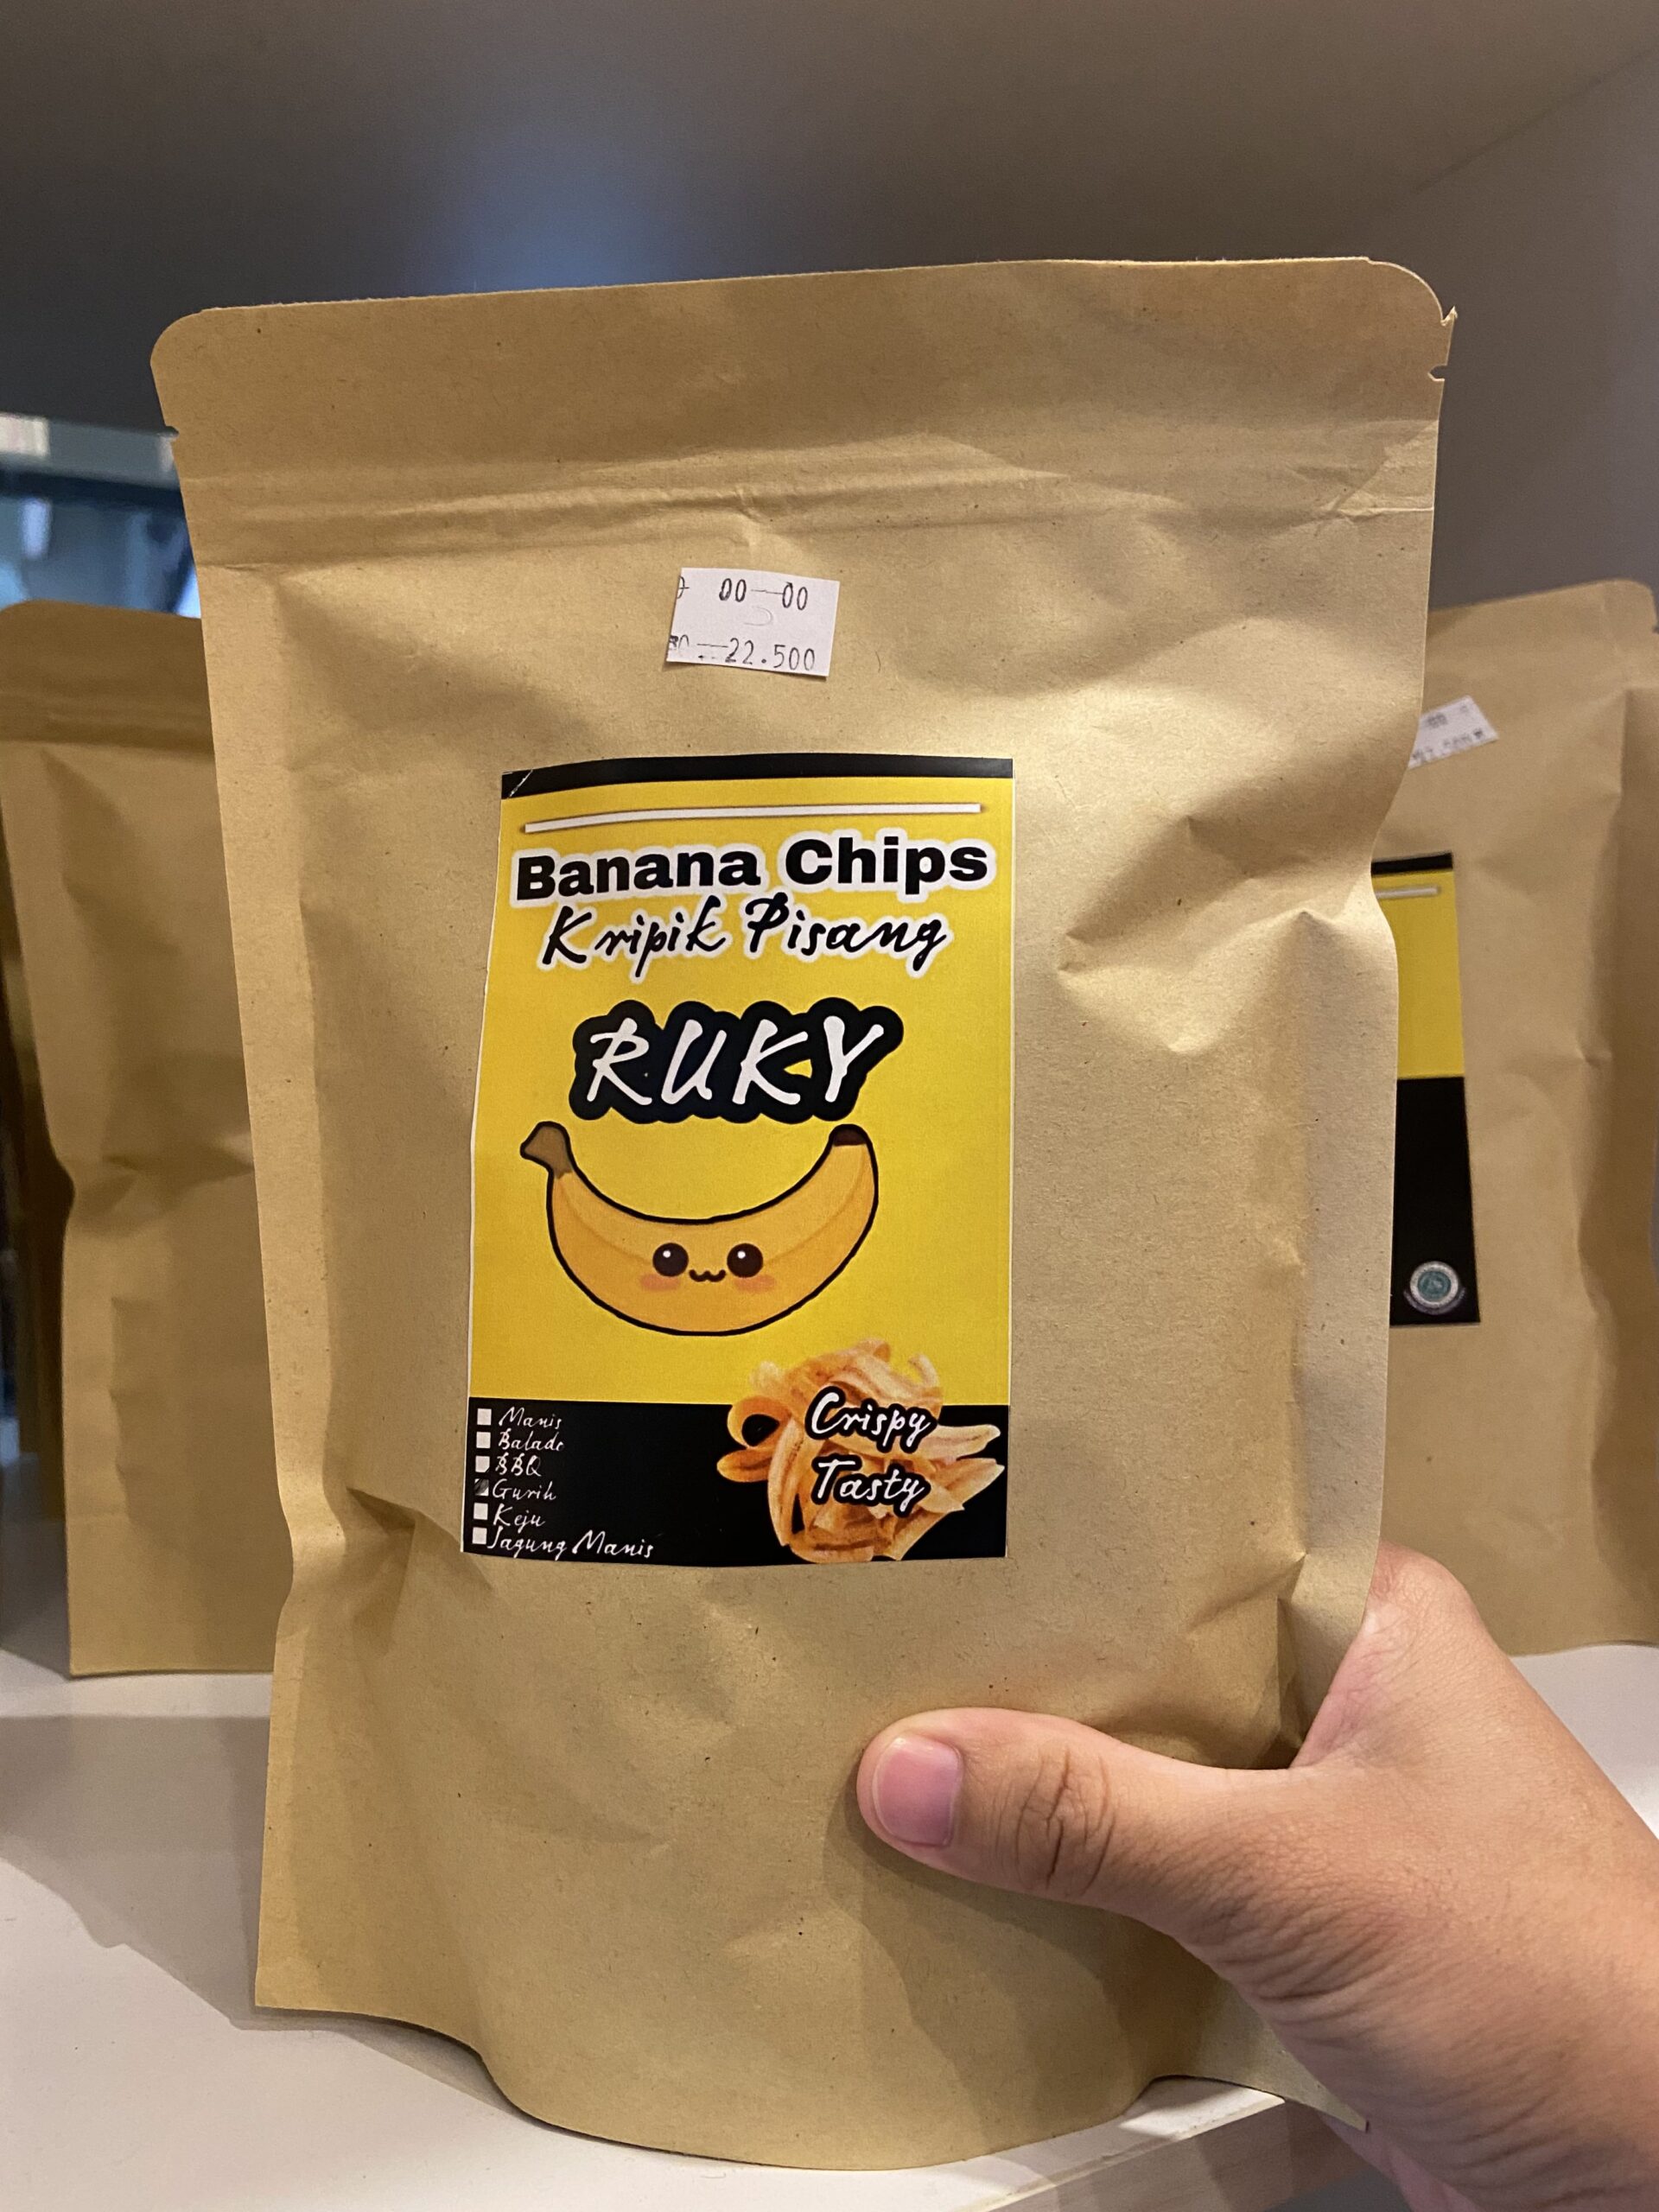 00—00
—22.500
Banana Chips
Kripik Pisang
RUKY
Manis
Balado
BBQ
Gurih
Keju
Jagung Manis
Crispy
Tasty